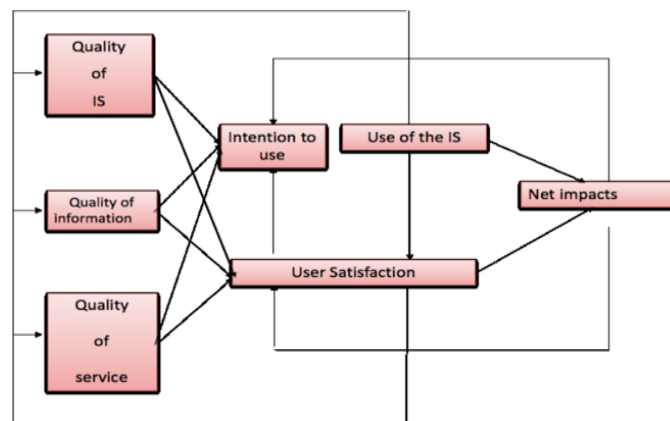 Quality
of
IS
Intention to
use
Use of the IS
Quality of
information
Net impacts
User Satisfaction
Quality
of
service